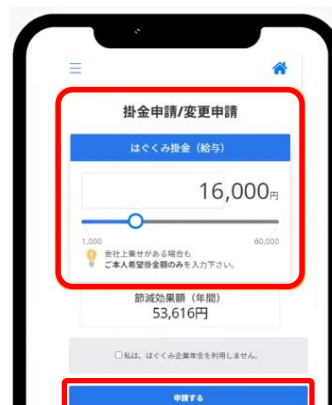 掛金申請/変更申請
はぐくみ掛金（給与）
16,000円
1,000 60,000
会社上乗せがある場合も
ご本人希望掛金額のみを入力下さい。
節減効果額（年間）
53,616円
□私は、はぐくみ企業年金を利用しません。
申請する